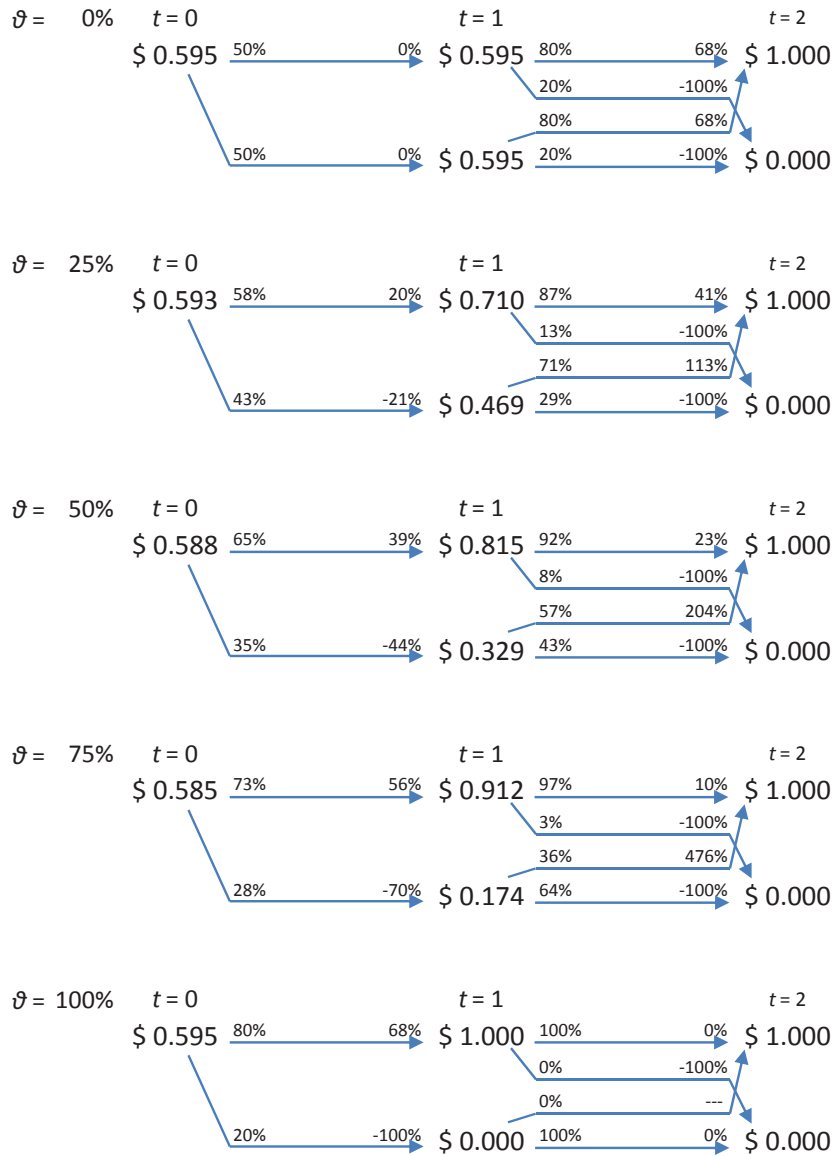 ϑ = 0% t = 0 t = 1 t = 2
$ 0.595 50% 0% $ 0.595 80% 68% $ 1.000
20% -100%
80% 68%
50% 0% $ 0.595 20% -100% $ 0.000
ϑ = 25% t = 0 t = 1 t = 2
$ 0.593 58% 20% $ 0.710 87% 41% $ 1.000
13% -100%
71% 113%
43% -21% $ 0.469 29% -100% $ 0.000
ϑ = 50% t = 0 t = 1 t = 2
$ 0.588 65% 39% $ 0.815 92% 23% $ 1.000
8% -100%
57% 204%
35% -44% $ 0.329 43% -100% $ 0.000
ϑ = 75% t = 0 t = 1 t = 2
$ 0.585 73% 56% $ 0.912 97% 10% $ 1.000
3% -100%
36% 476%
28% -70% $ 0.174 64% -100% $ 0.000
ϑ = 100% t = 0 t = 1 t = 2
$ 0.595 80% 68% $ 1.000 100% 0% $ 1.000
0% -100%
0% ---
20% -100% $ 0.000 100% 0% $ 0.000